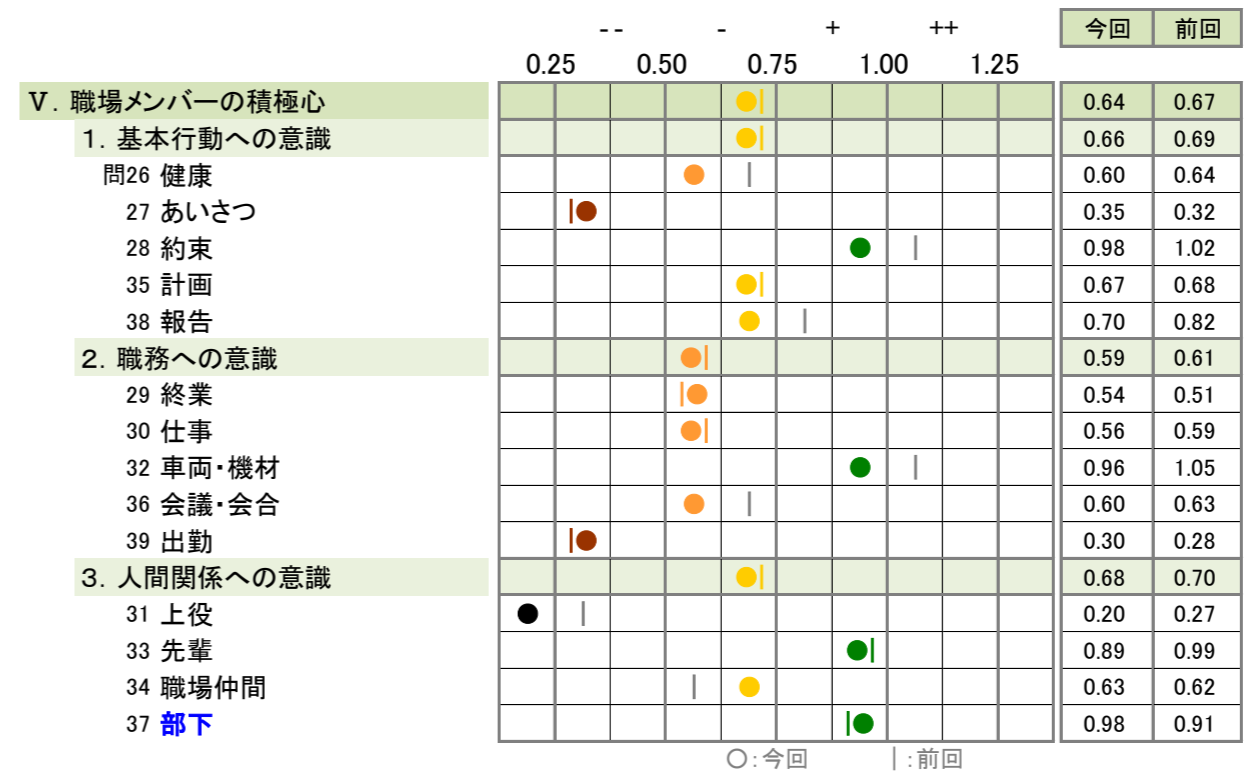 -- - + ++ 今回 前回
0.25 0.50 0.75 1.00 1.25
Ⅴ．職場メンバーの積極心 0.64 0.67
１．基本行動への意識 0.66 0.69
問26 健康 0.60 0.64
27 あいさつ 0.35 0.32
28 約束 0.98 1.02
35 計画 0.67 0.68
38 報告 0.70 0.82
２．職務への意識 0.59 0.61
29 終業 0.54 0.51
30 仕事 0.56 0.59
32 車両・機材 0.96 1.05
36 会議・会合 0.60 0.63
39 出勤 0.30 0.28
３．人間関係への意識 0.68 0.70
31 上役 0.20 0.27
33 先輩 0.89 0.99
34 職場仲間 0.63 0.62
37 部下 0.98 0.91
○：今回 ｜：前回